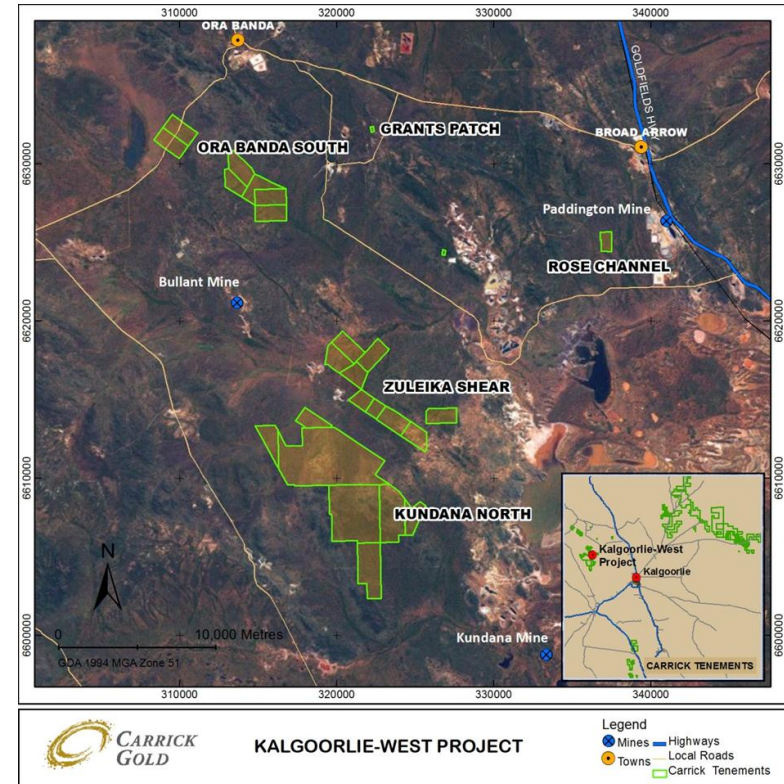 310000 320000 330000 340000
ORA BANDA
GOLDFIELDS HWY
GRANTS PATCH
BROAD ARROW
ORA BANDA SOUTH
6630000 6630000
Paddington Mine
ROSE CHANNEL
Bullant Mine
6620000 6620000
ZULEIKA SHEAR
6610000 6610000
KUNDANA NORTH
N
Kalgoorlie-West
Project
Kalgoorlie
0 10,000 Metres
Kundana Mine
6600000 6600000
GDA 1994 MGA Zone 51
CARRICK TENEMENTS
310000 320000 330000 340000
CARRICK
GOLD
KALGOORLIE-WEST PROJECT
Legend
Mines Highways
Towns Local Roads
Carrick Tenements